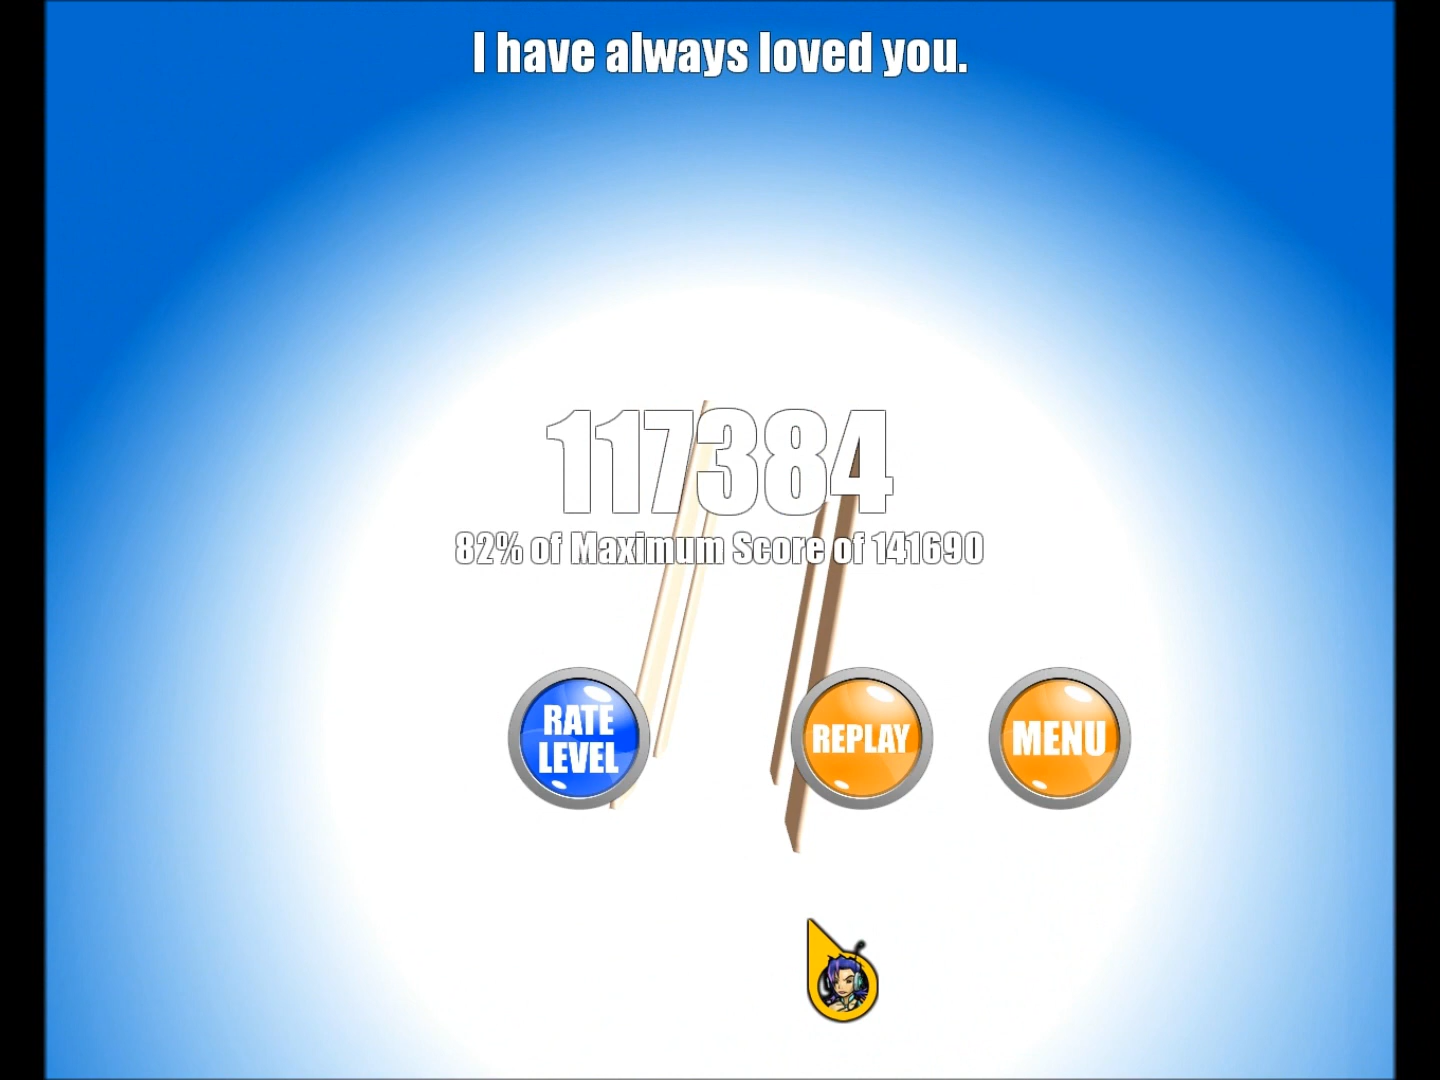 I have always loved you.
117384
82% of Maximum Score of 141690
RATE
LEVEL
REPLAY
MENU